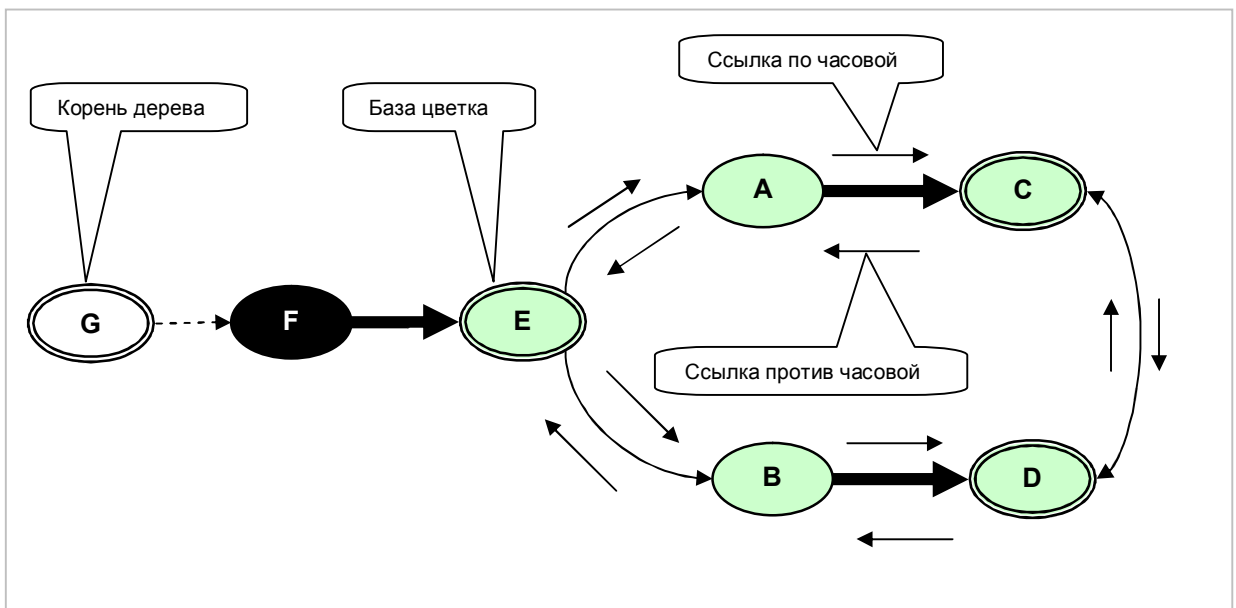 Ссылка по часовой
Корень дерева
База цветка
A
C
G
F
E
Ссылка против часовой
B
D